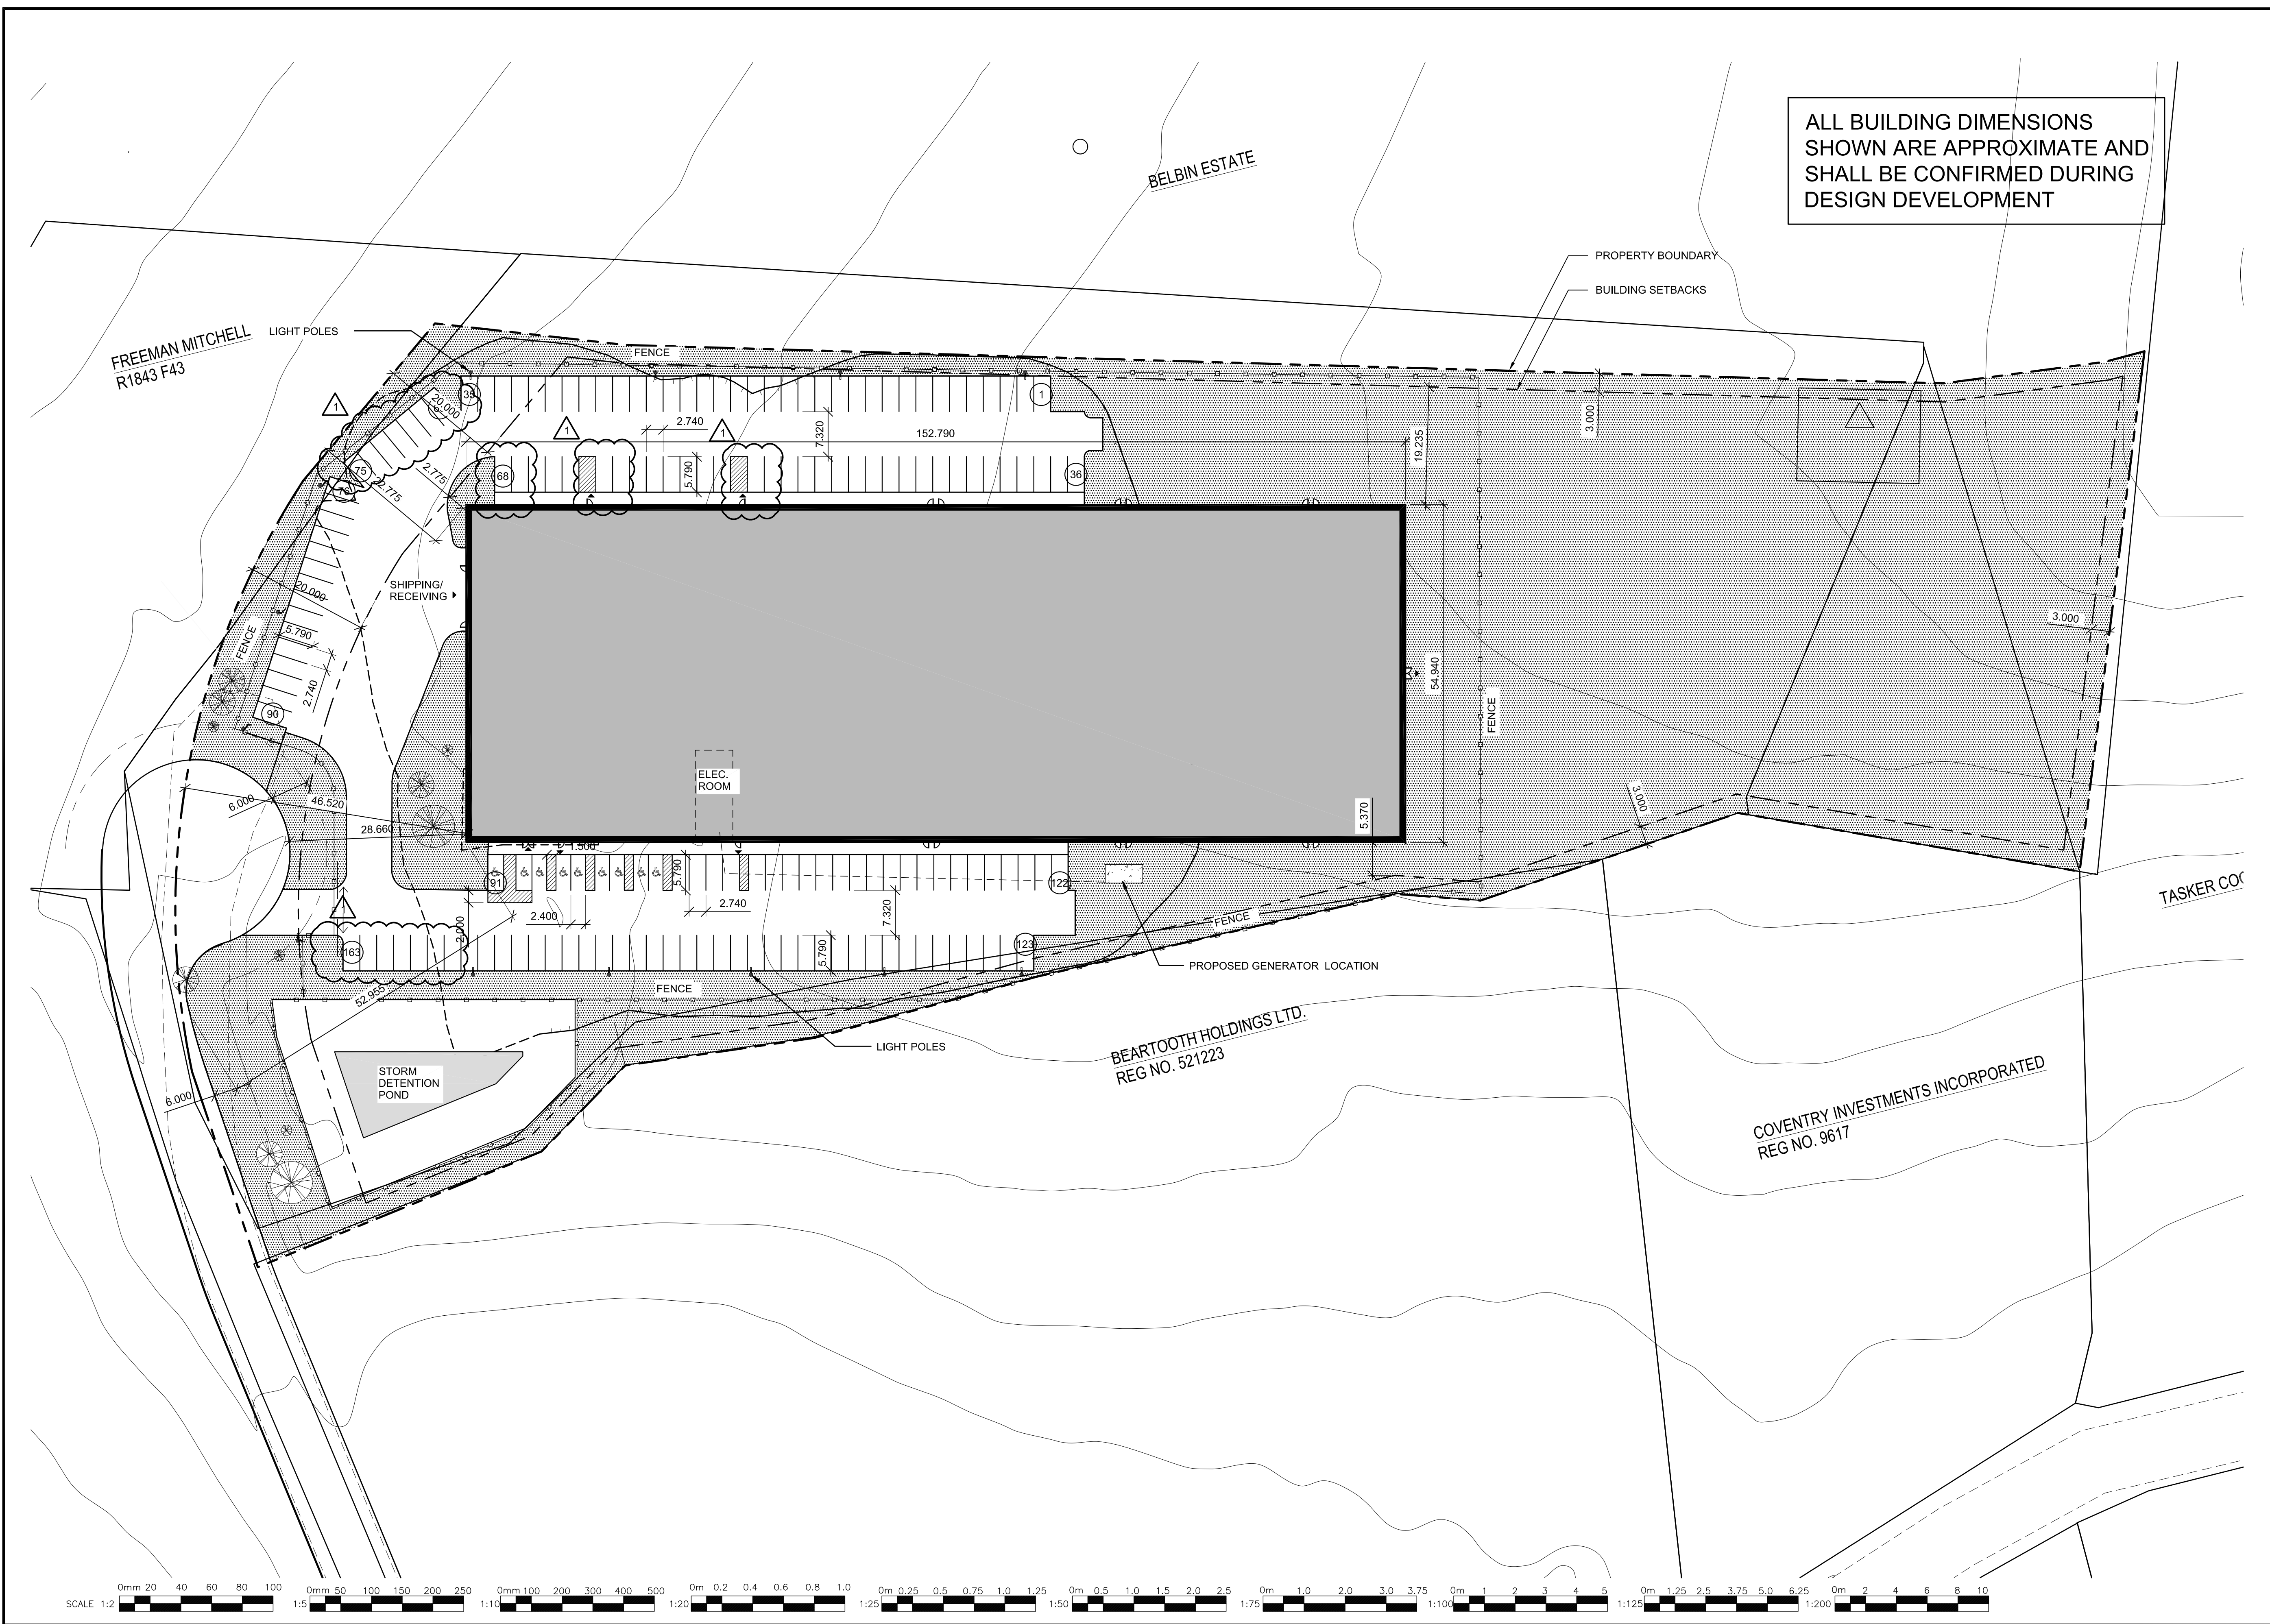 ALL BUILDING DIMENSIONS
SHOWN ARE APPROXIMATE AND
SHALL BE CONFIRMED DURING
DESIGN DEVELOPMENT
BELBIN ESTATE
PROPERTY BOUNDARY
BUILDING SETBACKS
FREEMAN MITCHELL
R1843 F43
LIGHT POLES
FENCE
35
1
20.000
1
1
1
2.740
7.320
152.790
19.235
3.000
75
76
2.775
22.775
68
5.790
36
SHIPPING/
RECEIVING
20.000
5.790
FENCE
2.740
90
3.000
54.940
FENCE
ELEC.
ROOM
6.000
46.520
28.660
5.370
3.000
1.500
91
5.790
122
2.400
2.740
7.320
1
2.000
163
5.790
123
FENCE
TASKER COO
PROPOSED GENERATOR LOCATION
52.955
FENCE
LIGHT POLES
BEARTOOTH HOLDINGS LTD.
REG NO. 521223
STORM
DETENTION
POND
6.000
COVENTRY INVESTMENTS INCORPORATED
REG NO. 9617
SCALE 1:2 0mm 20 40 60 80 100
1:5 0mm 50 100 150 200 250
1:10 0mm 100 200 300 400 500
1:20 0m 0.2 0.4 0.6 0.8 1.0
1:25 0m 0.25 0.5 0.75 1.0 1.25
1:50 0m 0.5 1.0 1.5 2.0 2.5
1:75 0m 1.0 2.0 3.0 3.75
1:100 0m 1 2 3 4 5
1:125 0m 1.25 2.5 3.75 5.0 6.25
1:200 0m 2 4 6 8 10